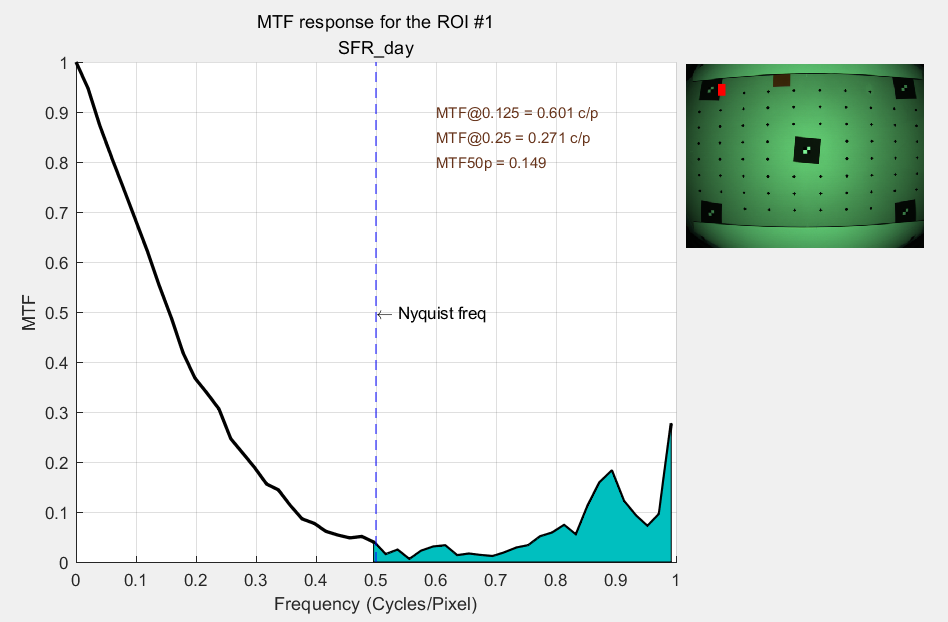 MTF response for the ROI #1
SFR_day
MTF@0.125 = 0.601 c/p
MTF@0.25 = 0.271 c/p
MTF50p = 0.149
← Nyquist freq
MTF
1
0.9
0.8
0.7
0.6
0.5
0.4
0.3
0.2
0.1
0
0 0.1 0.2 0.3 0.4 0.5 0.6 0.7 0.8 0.9 1
Frequency (Cycles/Pixel)